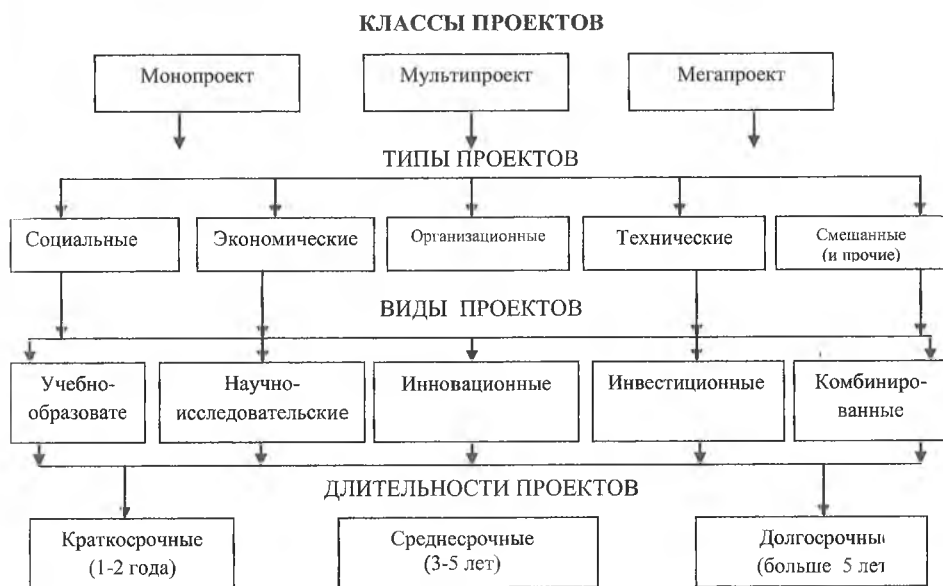 КЛАССЫ ПРОЕКТОВ
Монопроект
Мультипроект
Мегапроект
ТИПЫ ПРОЕКТОВ
Социальные
Экономические
Организационные
Технические
Смешанные
(и прочие)
ВИДЫ ПРОЕКТОВ
Учебно-
образовате
Научно-
исследовательские
Инновационные
Инвестиционные
Комбиниро-
ванные
ДЛИТЕЛЬНОСТИ ПРОЕКТОВ
Краткосрочные
(1-2 года)
Среднесрочные
(3-5 лет)
Долгосрочны
(больше 5 лет